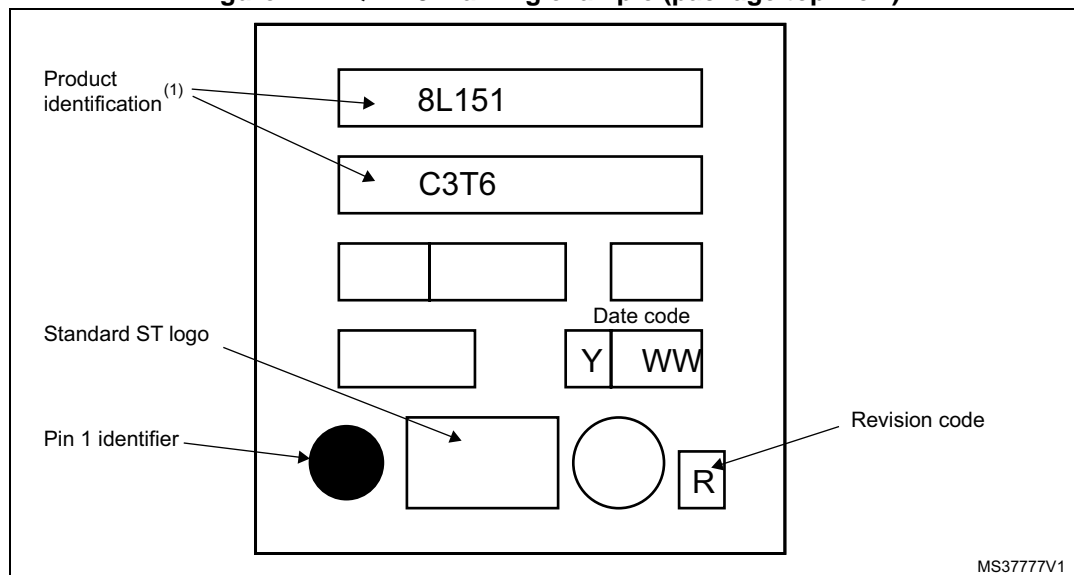 Product
identification (1)
8L151
C3T6
Standard ST logo
Date code
Y WW
Pin 1 identifier
Revision code
R
MS37777V1